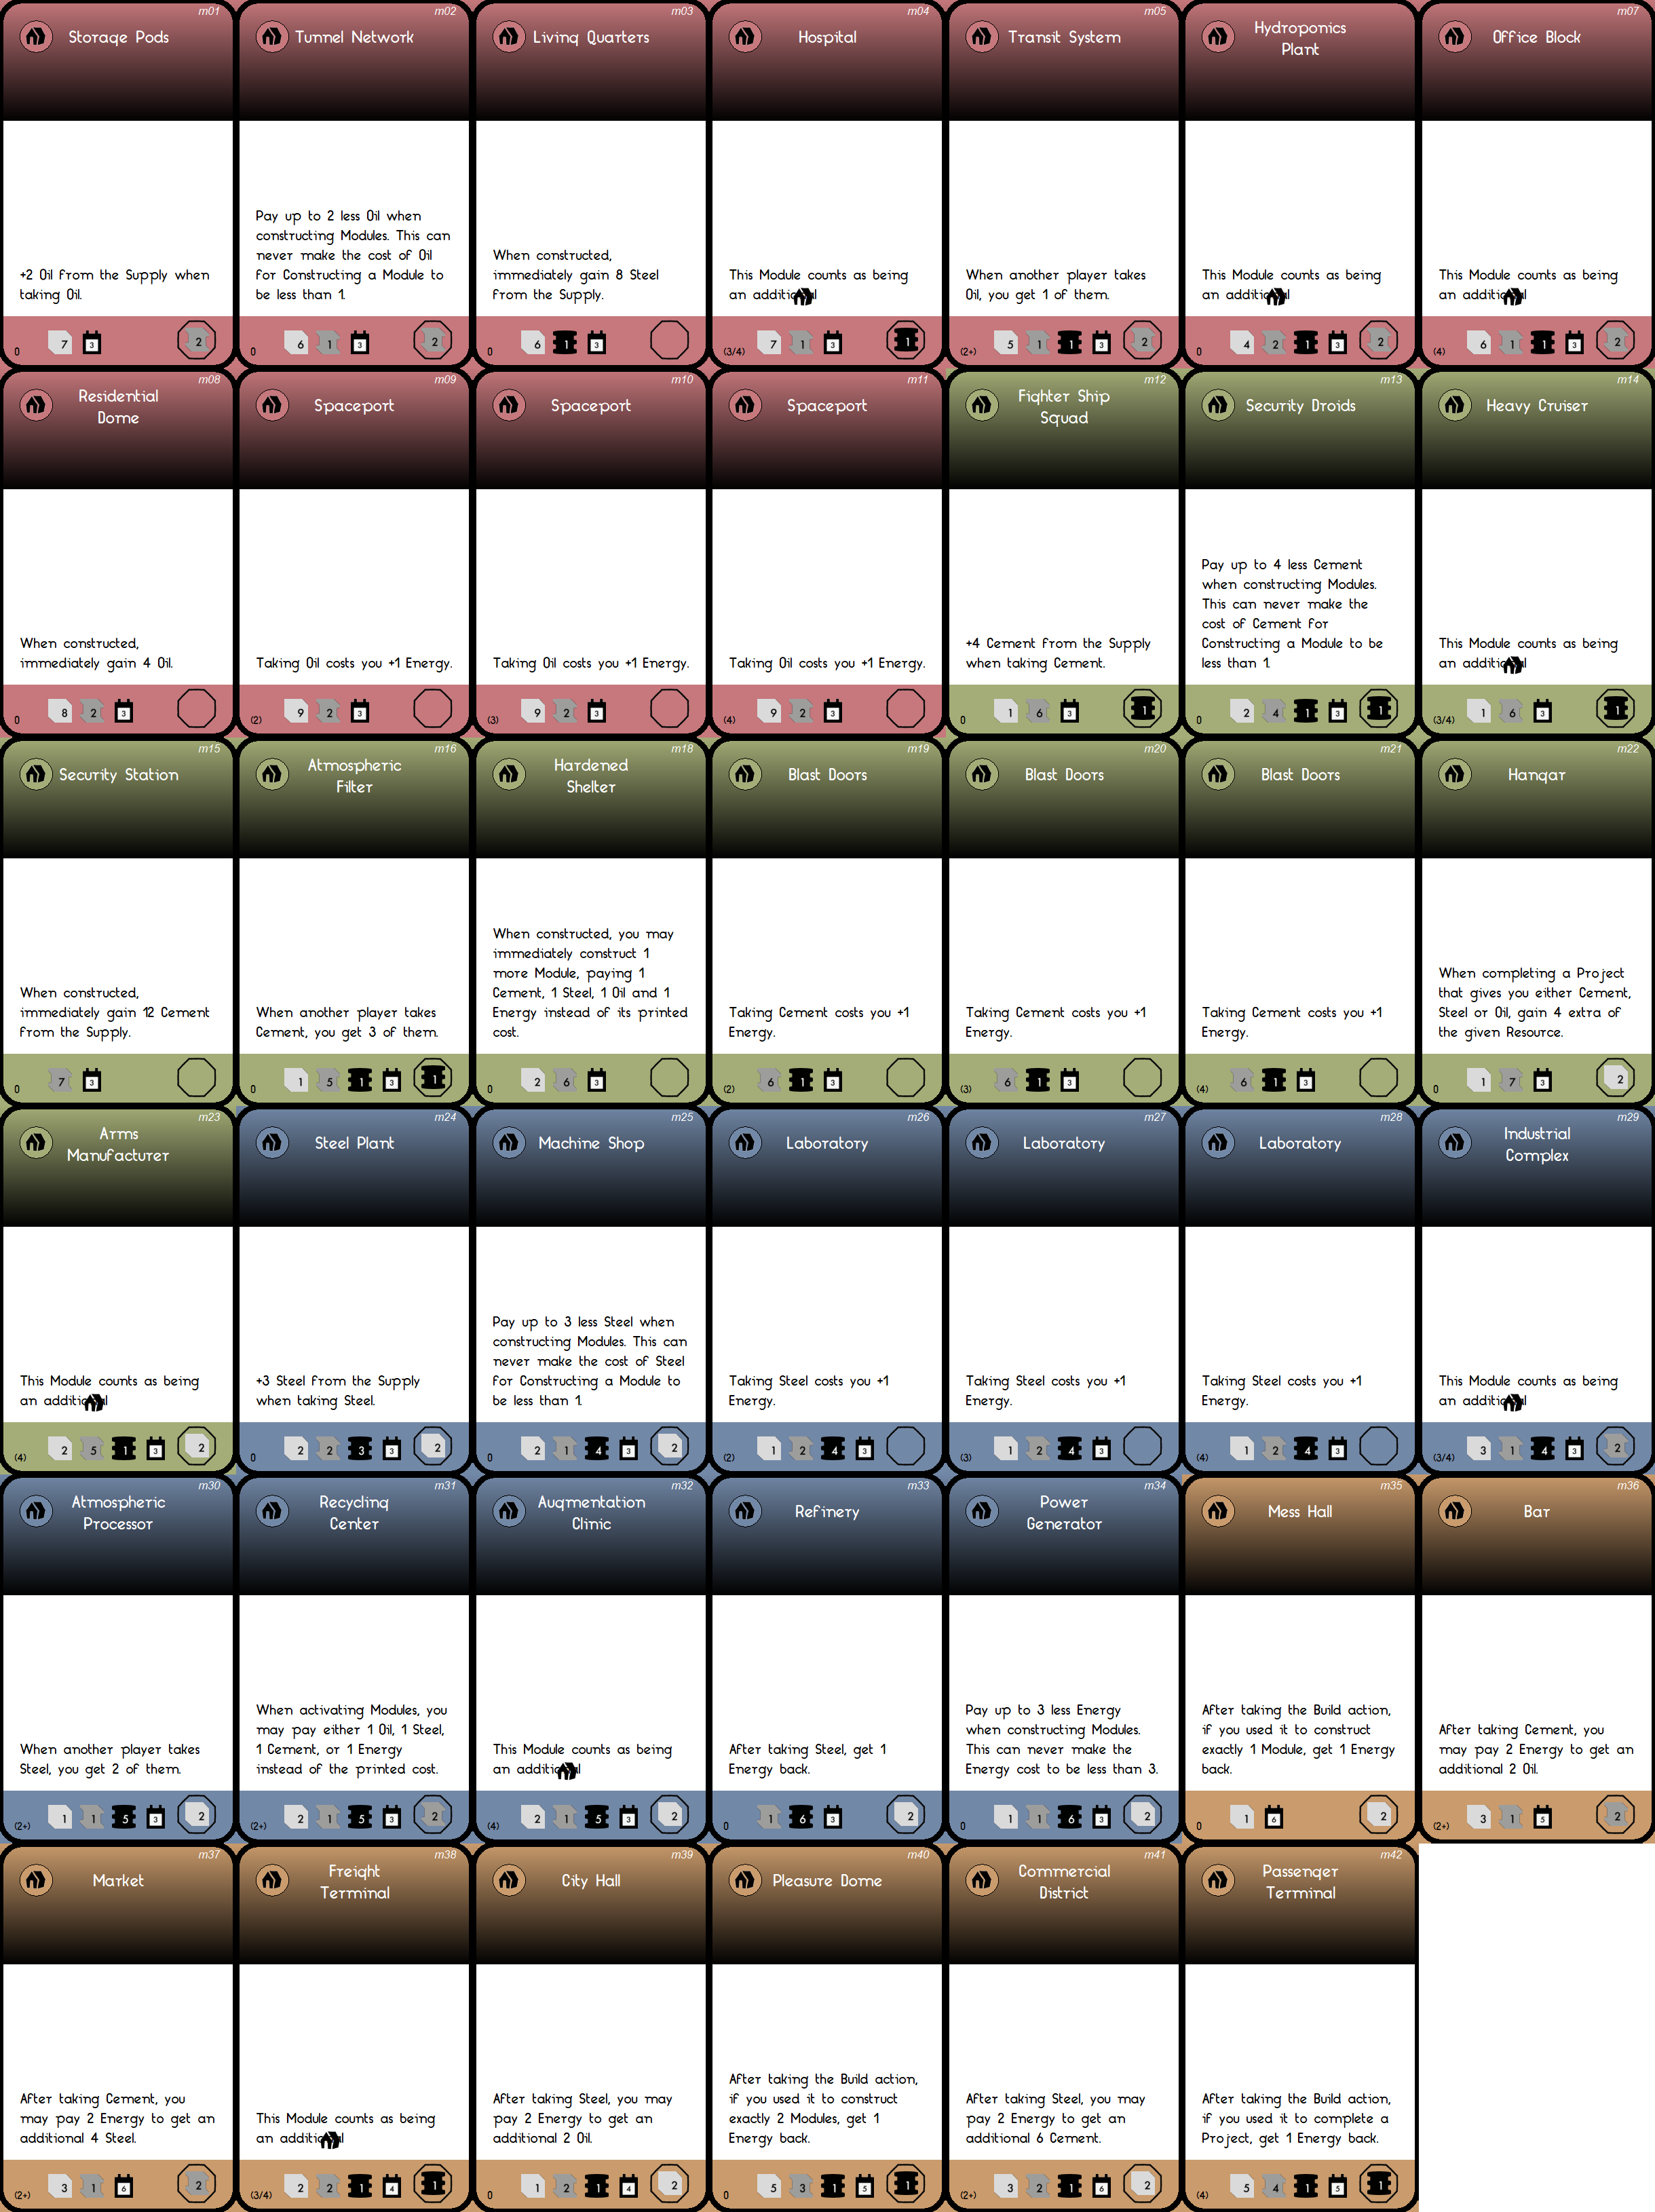 m01
Storage Pods
+2 Oil from the Supply when
taking Oil.
0 7 3 2
m02
Tunnel Network
Pay up to 2 less Oil when
constructing Modules. This can
never make the cost of Oil
for Constructing a Module to
be less than 1.
0 6 1 3 2
m03
Living Quarters
When constructed,
immediately gain 8 Steel
from the Supply.
0 6 1 3
m04
Hospital
This Module counts as being
an additional
(3/4) 7 1 3 1
m05
Transit System
When another player takes
Oil, you get 1 of them.
(2+) 5 1 1 3 2
Hydroponics
Plant
This Module counts as being
an additional
0 4 2 1 3 2
m07
Office Block
This Module counts as being
an additional
(4) 6 1 1 3 2
m08
Residential
Dome
When constructed,
immediately gain 4 Oil.
0 8 2 3
m09
Spaceport
Taking Oil costs you +1 Energy.
(2) 9 2 3
m10
Spaceport
Taking Oil costs you +1 Energy.
(3) 9 2 3
m11
Spaceport
Taking Oil costs you +1 Energy.
(4) 9 2 3
m12
Fighter Ship
Squad
+4 Cement from the Supply
when taking Cement.
0 1 6 3 1
m13
Security Droids
Pay up to 4 less Cement
when constructing Modules.
This can never make the
cost of Cement for
Constructing a Module to be
less than 1.
0 2 4 1 3 1
m14
Heavy Cruiser
This Module counts as being
an additional
(3/4) 1 6 3 1
m15
Security Station
When constructed,
immediately gain 12 Cement
from the Supply.
0 7 3
m16
Atmospheric
Filter
When another player takes
Cement, you get 3 of them.
0 1 5 1 3 1
m18
Hardened
Shelter
When constructed, you may
immediately construct 1
more Module, paying 1
Cement, 1 Steel, 1 Oil and 1
Energy instead of its printed
cost.
0 2 6 3
m19
Blast Doors
Taking Cement costs you +1
Energy.
(2) 6 1 3
m20
Blast Doors
Taking Cement costs you +1
Energy.
(3) 6 1 3
m21
Blast Doors
Taking Cement costs you +1
Energy.
(4) 6 1 3
m22
Hangar
When completing a Project
that gives you either Cement,
Steel or Oil, gain 4 extra of
the given Resource.
0 1 7 3 2
m23
Arms
Manufacturer
This Module counts as being
an additional
(4) 2 5 1 3 2
m24
Steel Plant
+3 Steel from the Supply
when taking Steel.
0 2 2 3 3 2
m25
Machine Shop
Pay up to 3 less Steel when
constructing Modules. This can
never make the cost of Steel
for Constructing a Module to
be less than 1.
0 2 1 4 3 2
m26
Laboratory
Taking Steel costs you +1
Energy.
(2) 1 2 4 3
m27
Laboratory
Taking Steel costs you +1
Energy.
(3) 1 2 4 3
m28
Laboratory
Taking Steel costs you +1
Energy.
(4) 1 2 4 3
m29
Industrial
Complex
This Module counts as being
an additional
(3/4) 3 1 4 3 2
m30
Atmospheric
Processor
When another player takes
Steel, you get 2 of them.
(2+) 1 1 5 3 2
m31
Recycling
Center
When activating Modules, you
may pay either 1 Oil, 1 Steel,
1 Cement, or 1 Energy
instead of the printed cost.
(2+) 2 1 5 3 2
m32
Augmentation
Clinic
This Module counts as being
an additional
(4) 2 1 5 3 2
m33
Refinery
After taking Steel, get 1
Energy back.
0 1 6 3 2
m34
Power
Generator
Pay up to 3 less Energy
when constructing Modules.
This can never make the
Energy cost to be less than 3.
0 1 1 6 3 2
m35
Mess Hall
After taking the Build action,
if you used it to construct
exactly 1 Module, get 1 Energy
back.
0 1 6 2
m36
Bar
After taking Cement, you
may pay 2 Energy to get an
additional 2 Oil.
(2+) 3 1 5 2
m37
Market
After taking Cement, you
may pay 2 Energy to get an
additional 4 Steel.
(2+) 3 1 6 2
m38
Freight
Terminal
This Module counts as being
an additional
(3/4) 2 2 1 4 1
m39
City Hall
After taking Steel, you may
pay 2 Energy to get an
additional 2 Oil.
0 1 2 1 4 2
m40
Pleasure Dome
After taking the Build action,
if you used it to construct
exactly 2 Modules, get 1
Energy back.
0 5 3 1 5 1
m41
Commercial
District
After taking Steel, you may
pay 2 Energy to get an
additional 6 Cement.
(2+) 3 2 1 6 2
m42
Passenger
Terminal
After taking the Build action,
if you used it to complete a
Project, get 1 Energy back.
(4) 5 4 1 5 1